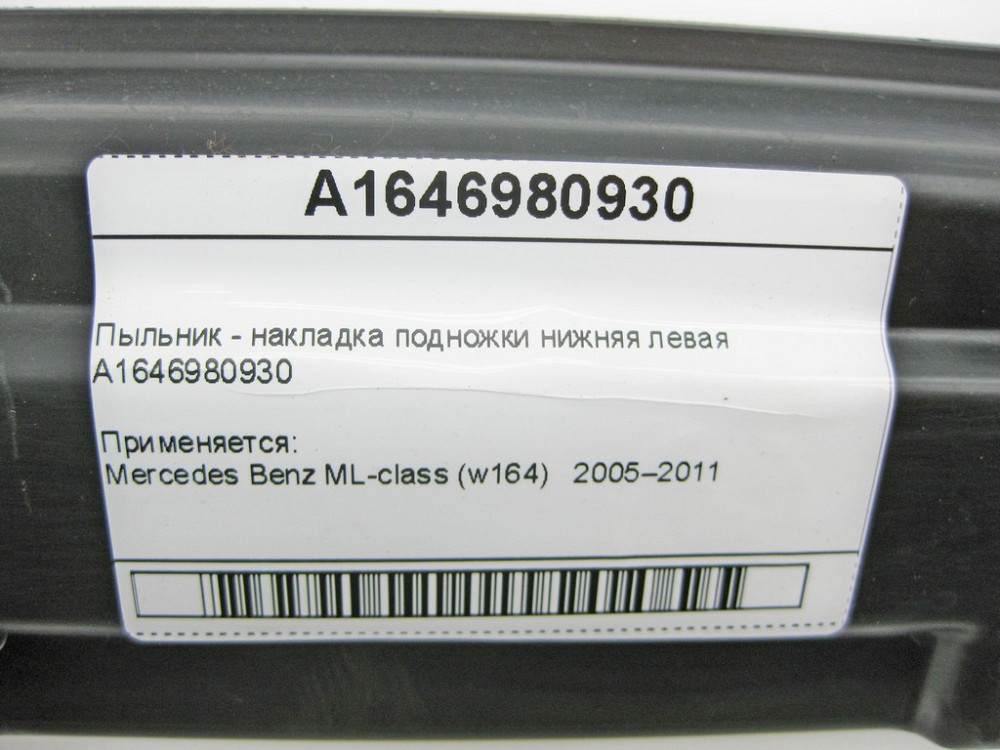 A1646980930
Пыльник - накладка подножки нижняя левая
A1646980930
Применяется:
Mercedes Benz ML-class (w164) 2005–2011